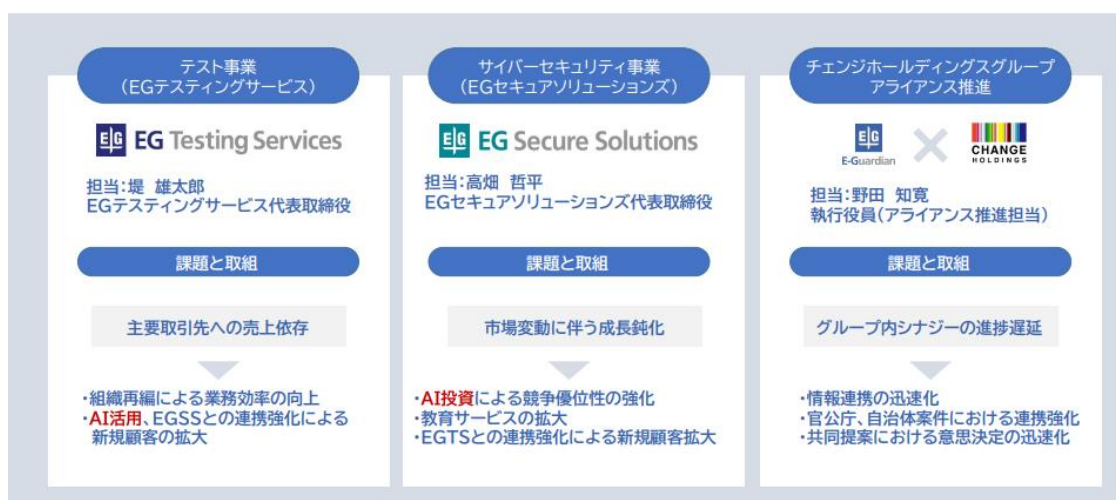 テスト事業
(EGテスティングサービス)
EG EG Testing Services
担当:堤 雄太郎
EGテスティングサービス代表取締役
課題と取組
主要取引先への売上依存
・組織再編による業務効率の向上
・AI活用、EGSSとの連携強化による
新規顧客の拡大
サイバーセキュリティ事業
(EGセキュアソリューションズ)
EG EG Secure Solutions
担当:高畑 哲平
EGセキュアソリューションズ代表取締役
課題と取組
市場変動に伴う成長鈍化
・AI投資による競争優位性の強化
・教育サービスの拡大
・EGTSとの連携強化による新規顧客拡大
チェンジホールディングスグループ
アライアンス推進
EG
E-Guardian
CHANGE
HOLDINGS
担当:野田 知寛
執行役員(アライアンス推進担当)
課題と取組
グループ内シナジーの進捗遅延
・情報連携の迅速化
・官公庁、自治体案件における連携強化
・共同提案における意思決定の迅速化